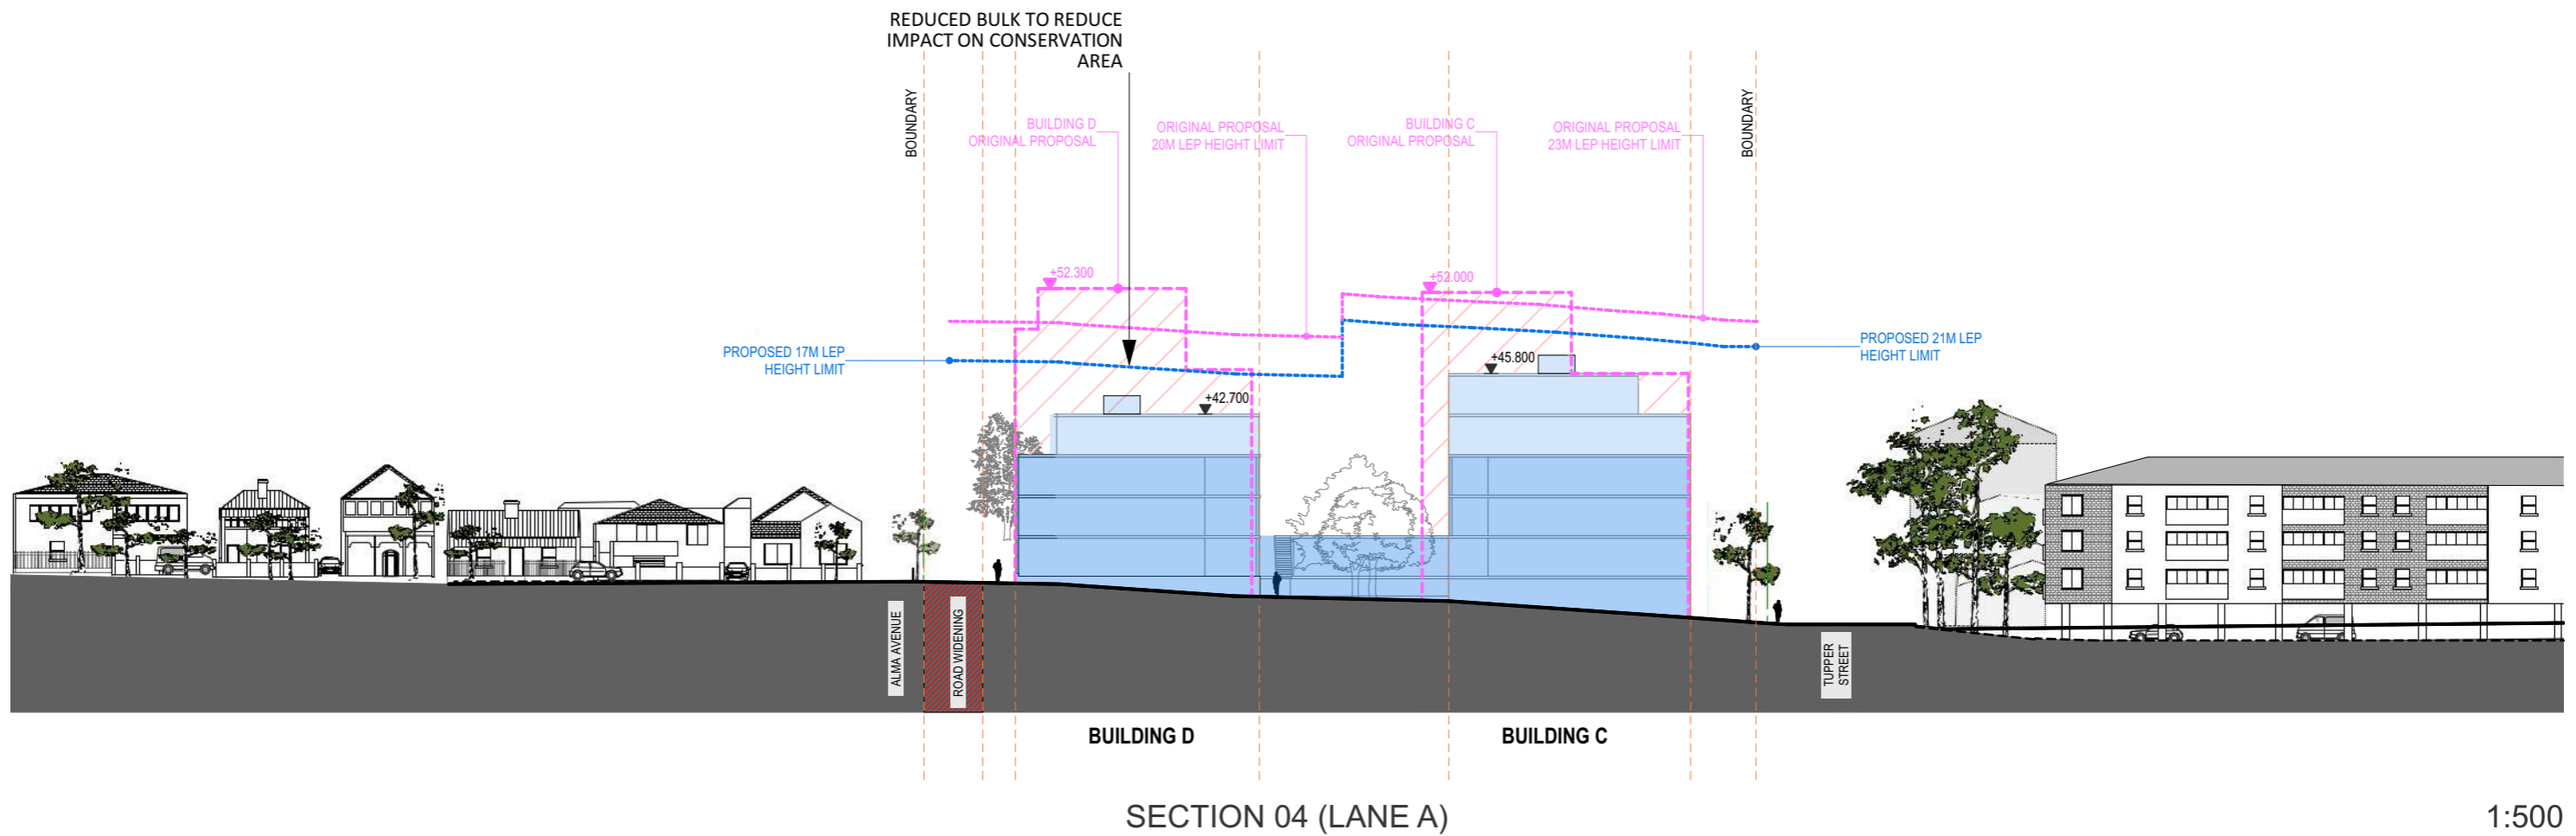 REDUCED BULK TO REDUCE
IMPACT ON CONSERVATION
AREA
BOUNDARY
BUILDING D
ORIGINAL PROPOSAL
ORIGINAL PROPOSAL
20M LEP HEIGHT LIMIT
BUILDING C
ORIGINAL PROPOSAL
ORIGINAL PROPOSAL
23M LEP HEIGHT LIMIT
BOUNDARY
+52.300
+52.000
PROPOSED 17M LEP
HEIGHT LIMIT
PROPOSED 21M LEP
HEIGHT LIMIT
+45.800
+42.700
ALMA AVENUE
ROAD WIDENING
TUPPER
STREET
BUILDING D
BUILDING C
SECTION 04 (LANE A)
1:500